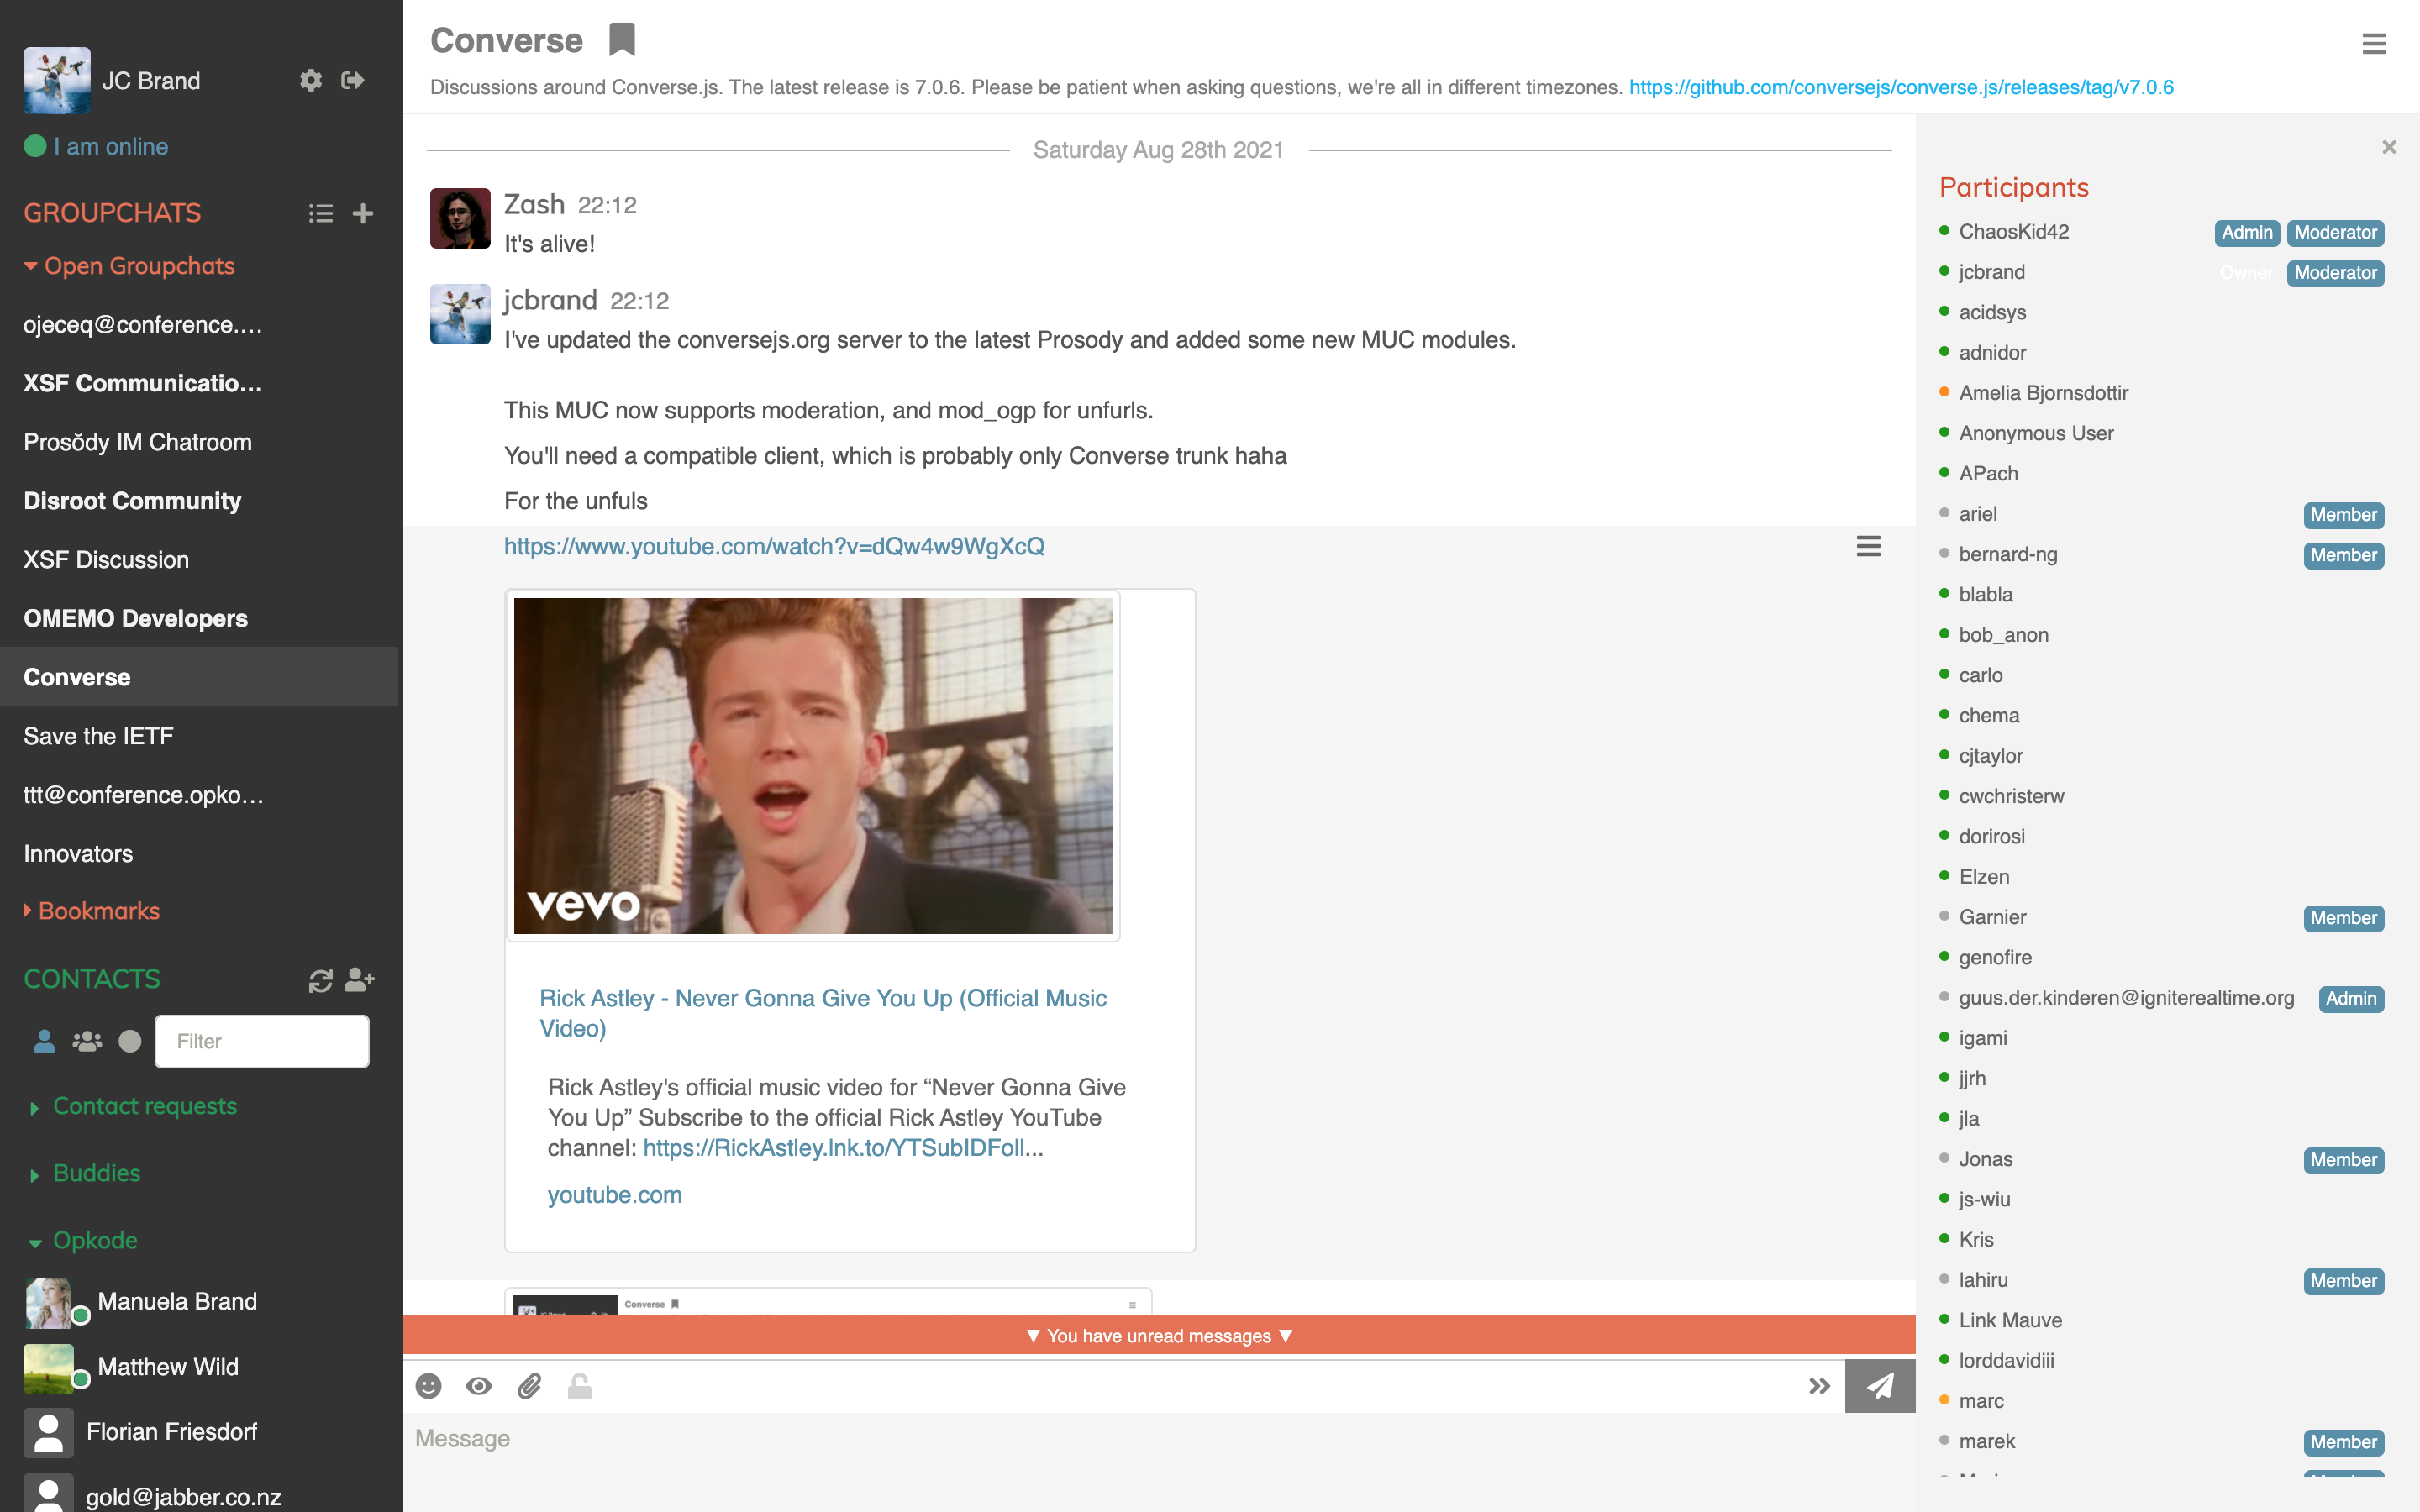 JC Brand
I am online
GROUPCHATS
Open Groupchats
ojeceq@conference.…
XSF Communicatio…
Prosŏdy IM Chatroom
Disroot Community
XSF Discussion
OMEMO Developers
Converse
Save the IETF
ttt@conference.opko…
Innovators
Bookmarks
CONTACTS
Filter
Contact requests
Buddies
Opkode
Manuela Brand
Matthew Wild
Florian Friesdorf
gold@jabber.co.nz
Converse
Discussions around Converse.js. The latest release is 7.0.6. Please be patient when asking questions, we're all in different timezones. https://github.com/conversejs/converse.js/releases/tag/v7.0.6
Saturday Aug 28th 2021
Zash 22:12
It's alive!
jcbrand 22:12
I've updated the conversejs.org server to the latest Prosody and added some new MUC modules.
This MUC now supports moderation, and mod_ogp for unfurls.
You'll need a compatible client, which is probably only Converse trunk haha
For the unfuls
https://www.youtube.com/watch?v=dQw4w9WgXcQ
vevo
Rick Astley - Never Gonna Give You Up (Official Music
Video)
Rick Astley's official music video for “Never Gonna Give
You Up” Subscribe to the official Rick Astley YouTube
channel: https://RickAstley.lnk.to/YTSubIDFoll...
youtube.com
Converse
▼ You have unread messages ▼
Message
Participants
ChaosKid42 Admin Moderator
jcbrand Owner Moderator
acidsys
adnidor
Amelia Bjornsdottir
Anonymous User
APach
ariel Member
bernard-ng Member
blabla
bob_anon
carlo
chema
cjtaylor
cwchristerw
dorirosi
Elzen
Garnier Member
genofire
guus.der.kinderen@igniterealtime.org Admin
igami
jjrh
jla
Jonas Member
js-wiu
Kris
lahiru Member
Link Mauve
lorddavidiii
marc
marek Member